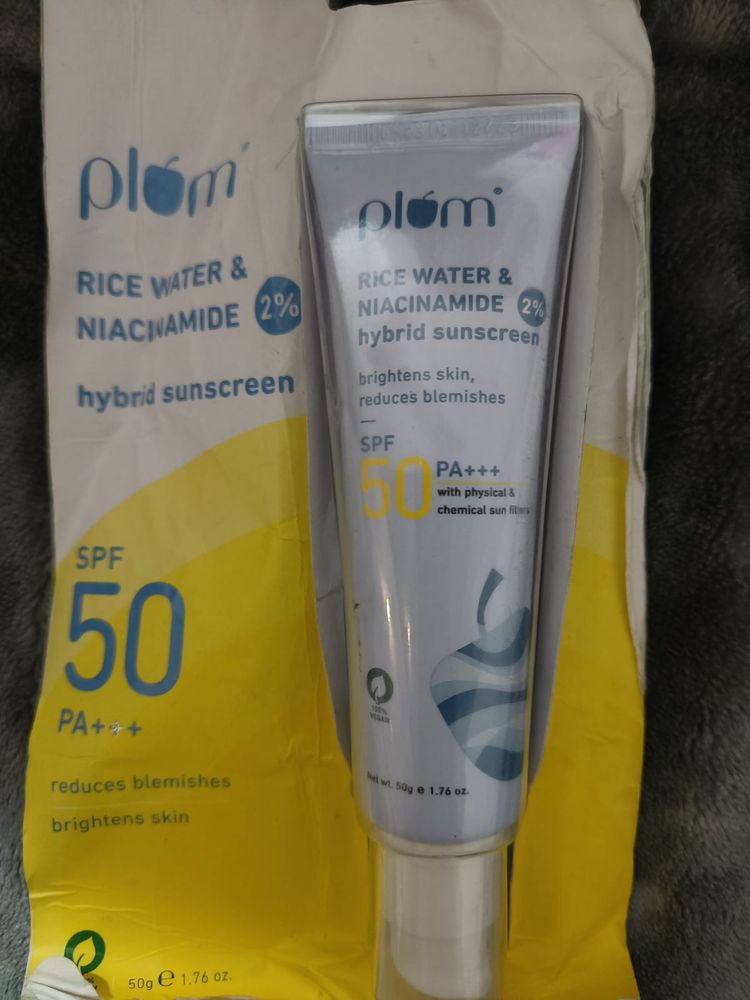 plum
RICE WATER &
NIACINAMIDE 2%
hybrid sunscreen
SPF
50
PA+++
reduces blemishes
brightens skin
50g e 1.76 oz.
plum
RICE WATER &
NIACINAMIDE 2%
hybrid sunscreen
brightens skin,
reduces blemishes
SPF
50 PA+++
with physical &
chemical sun filters
100%
VEGAN
Net wt. 50g e 1.76 oz.